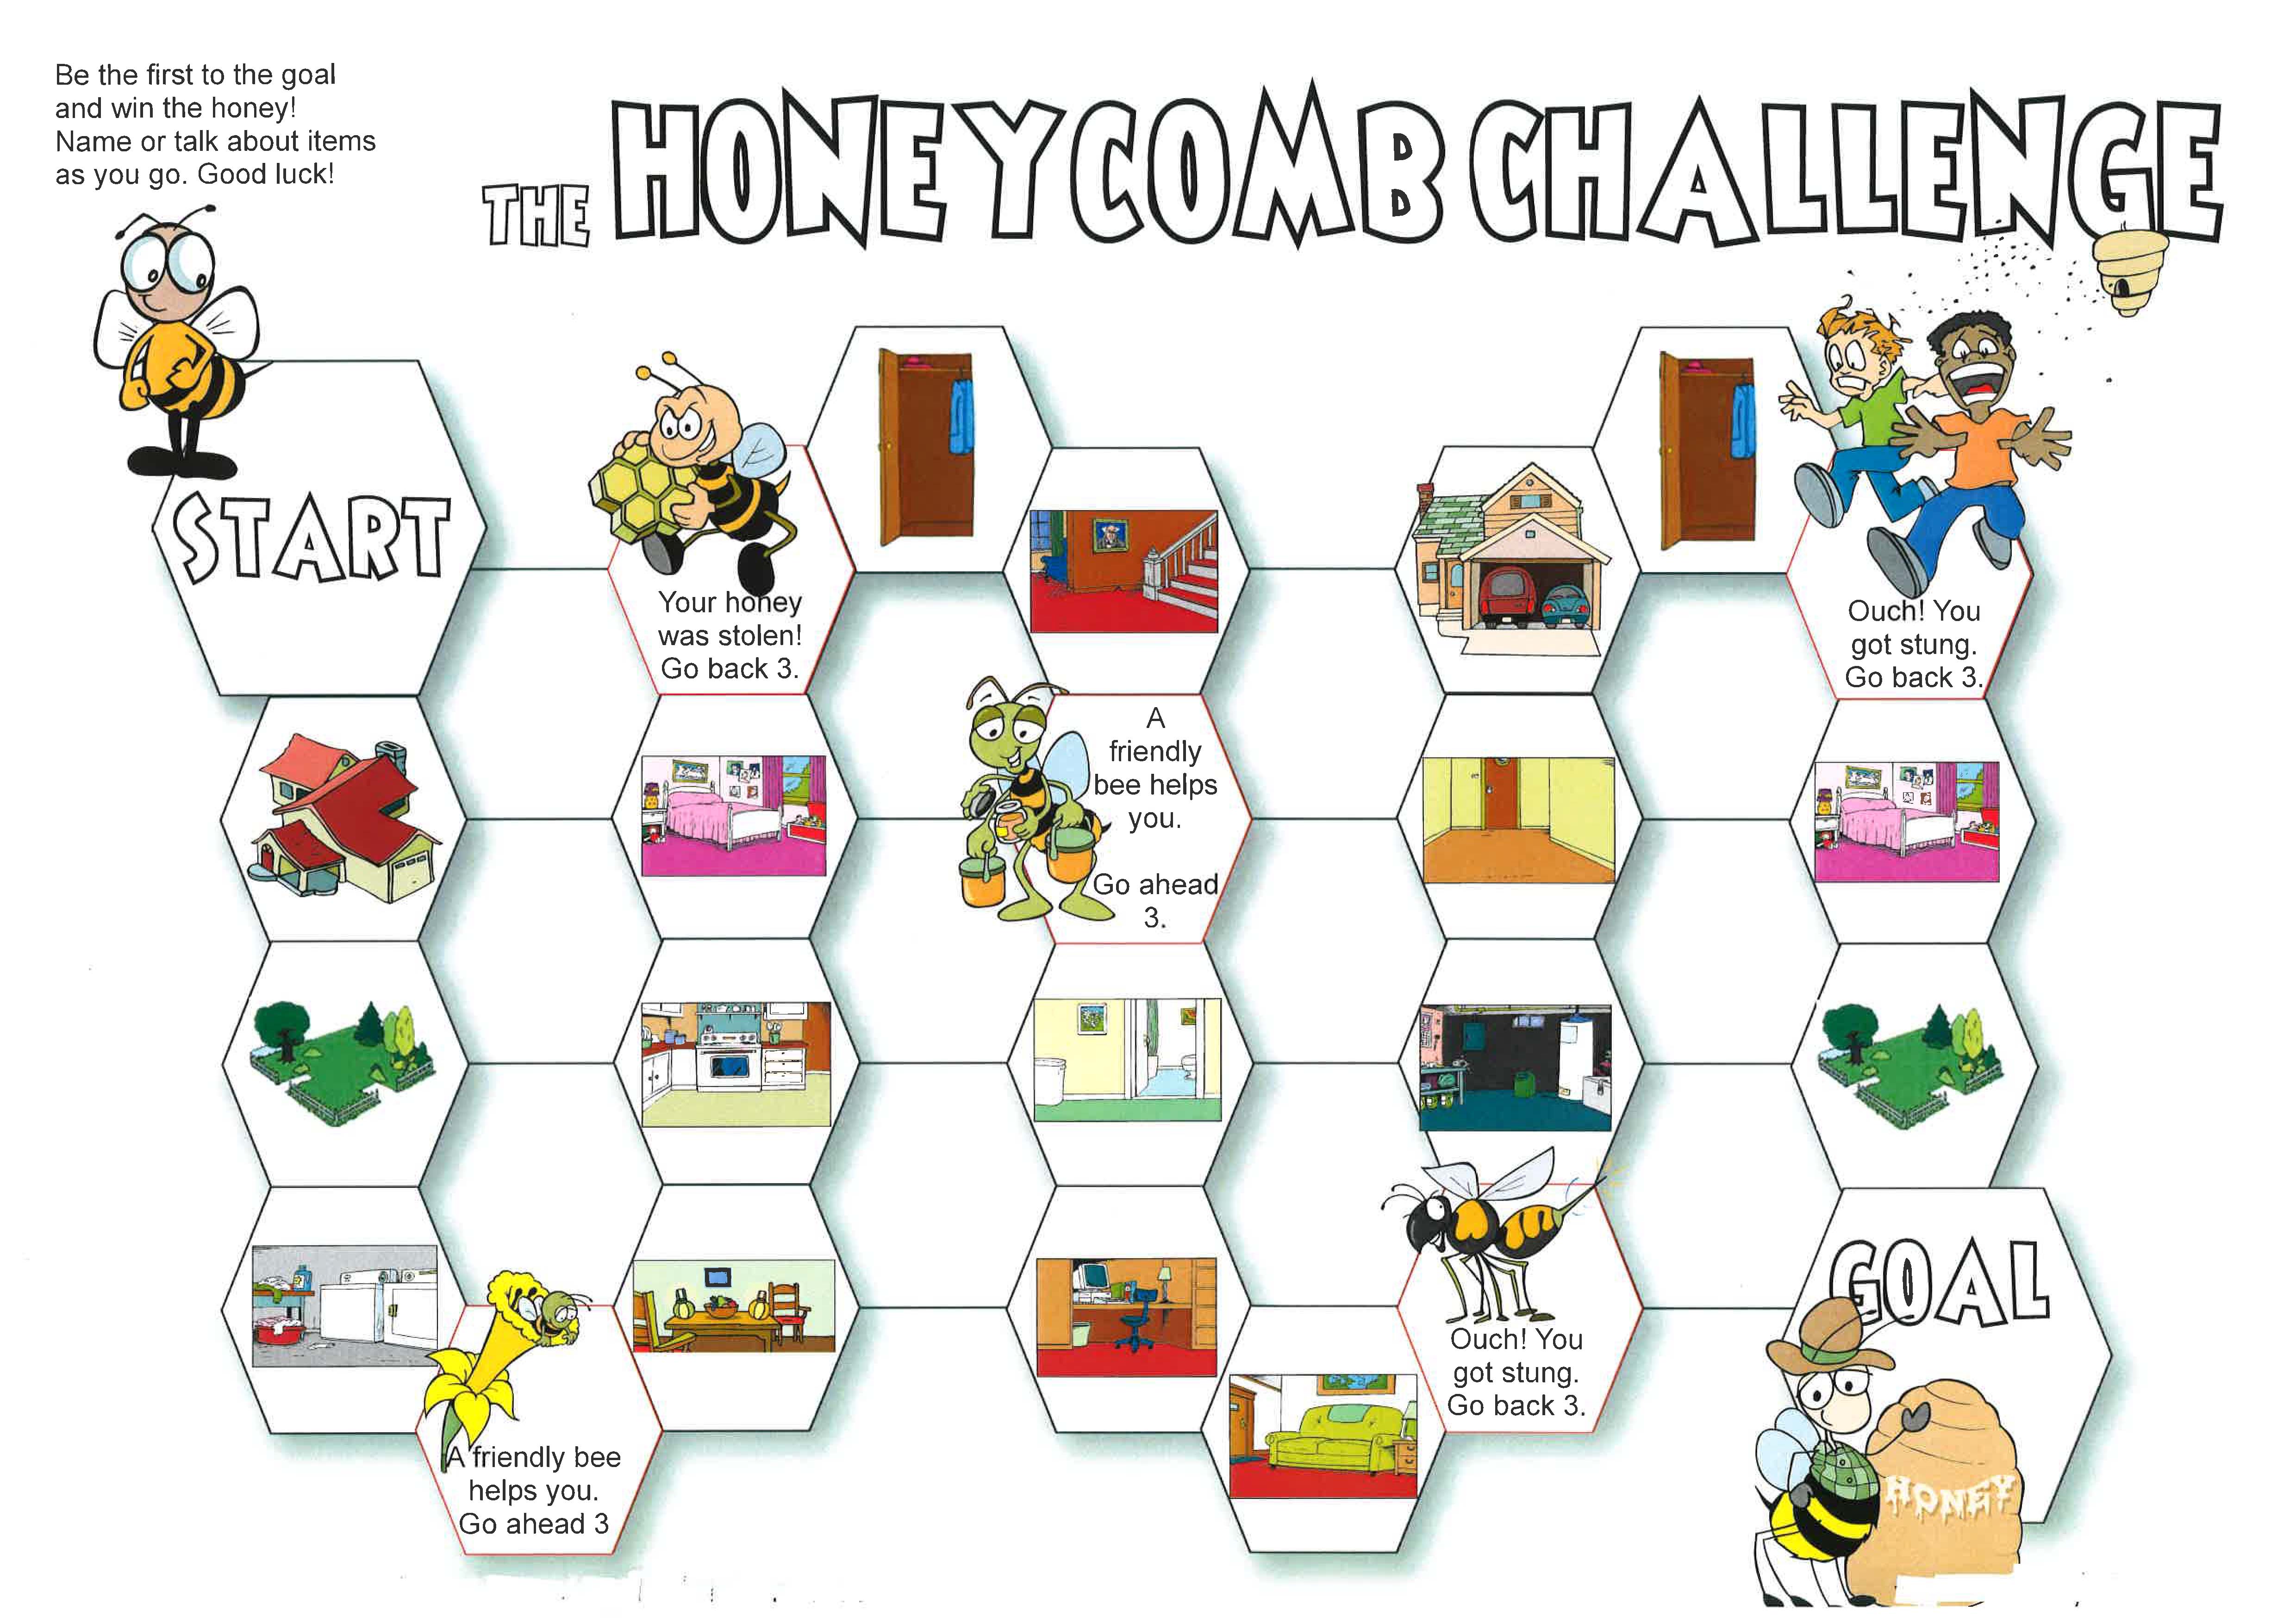 Be the first to the goal
and win the honey!
Name or talk about items
as you go. Good luck!
THE HONEYCOMB CHALLENGE
START
Your honey
was stolen!
Go back 3.
Ouch! You
got stung.
Go back 3.
A
friendly
bee helps
you.
Go ahead
3.
A friendly bee
helps you.
Go ahead 3
Ouch! You
got stung.
Go back 3.
GOAL
HONEY